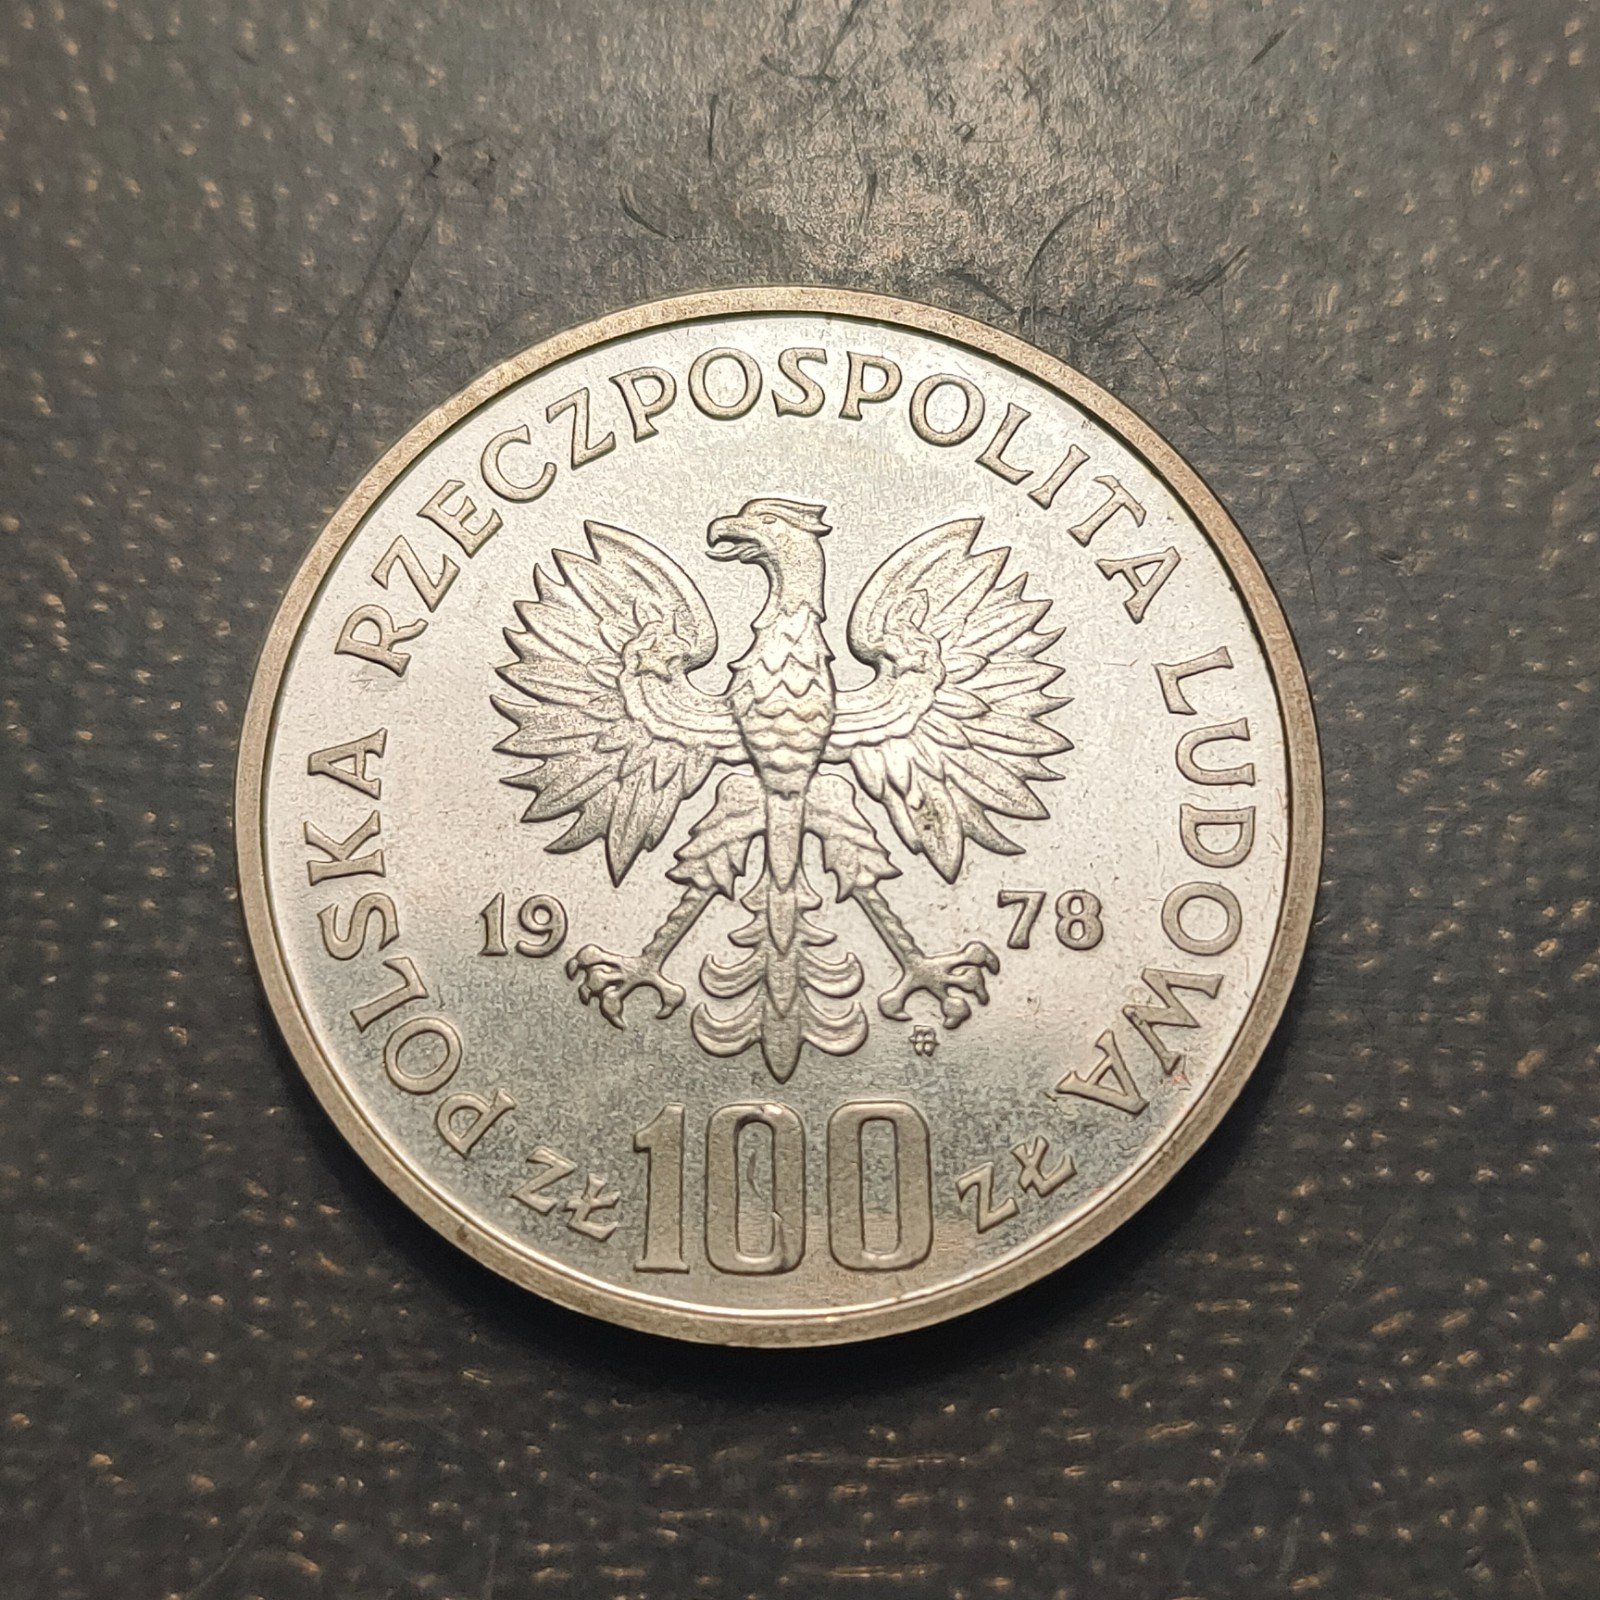 POLSKA RZECZPOSPOLITA LUDOWA
19 78
ZŁ 100 ZŁ